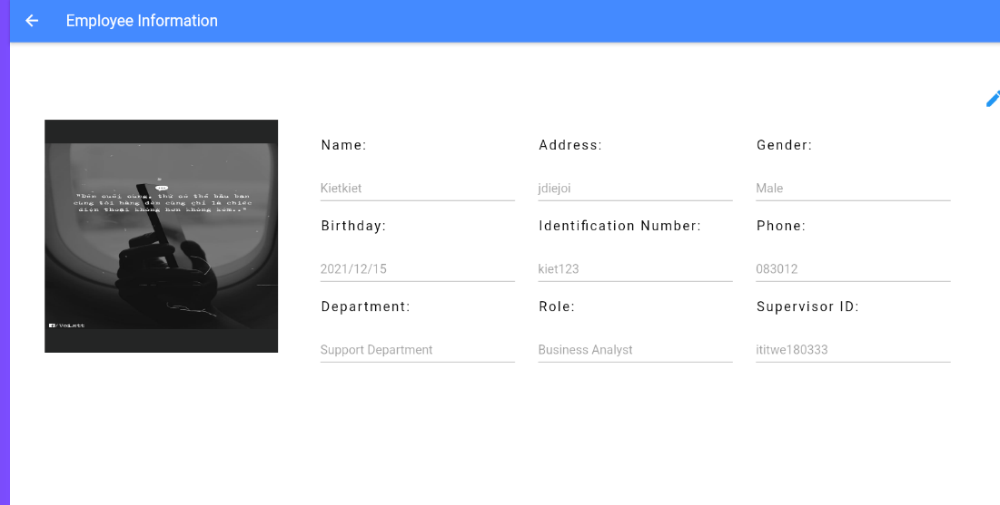 Employee Information
Name:
Address:
Gender:
Kietkiet
jdiejoi
Male
Birthday:
Identification Number:
Phone:
2021/12/15
kiet123
083012
Department:
Role:
Supervisor ID:
Support Department
Business Analyst
ititwe180333
"Đến cuối cùng, thứ có thể bầu bạn
cùng tôi hàng đêm cũng chỉ là chiếc
điện thoại không hơn không kém.."